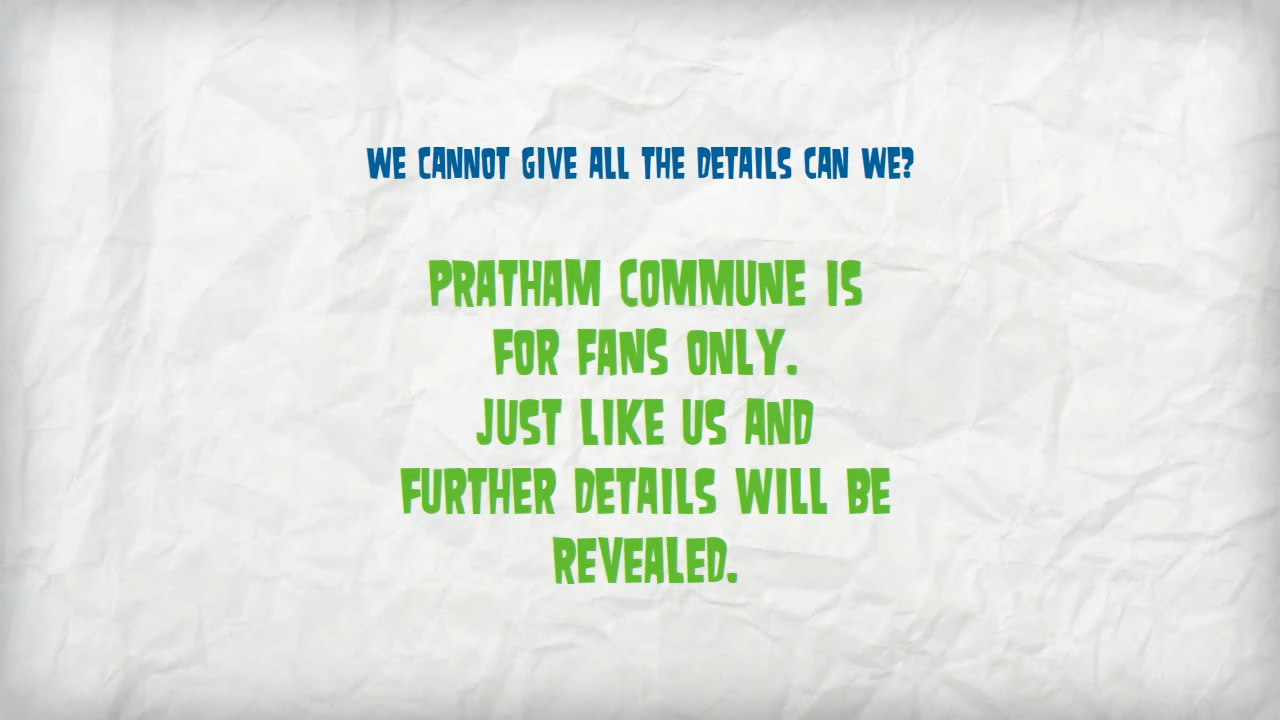 WE CANNOT GIVE ALL THE DETAILS CAN WE?
PRATHAM COMMUNE IS
FOR FANS ONLY.
JUST LIKE US AND
FURTHER DETAILS WILL BE
REVEALED.